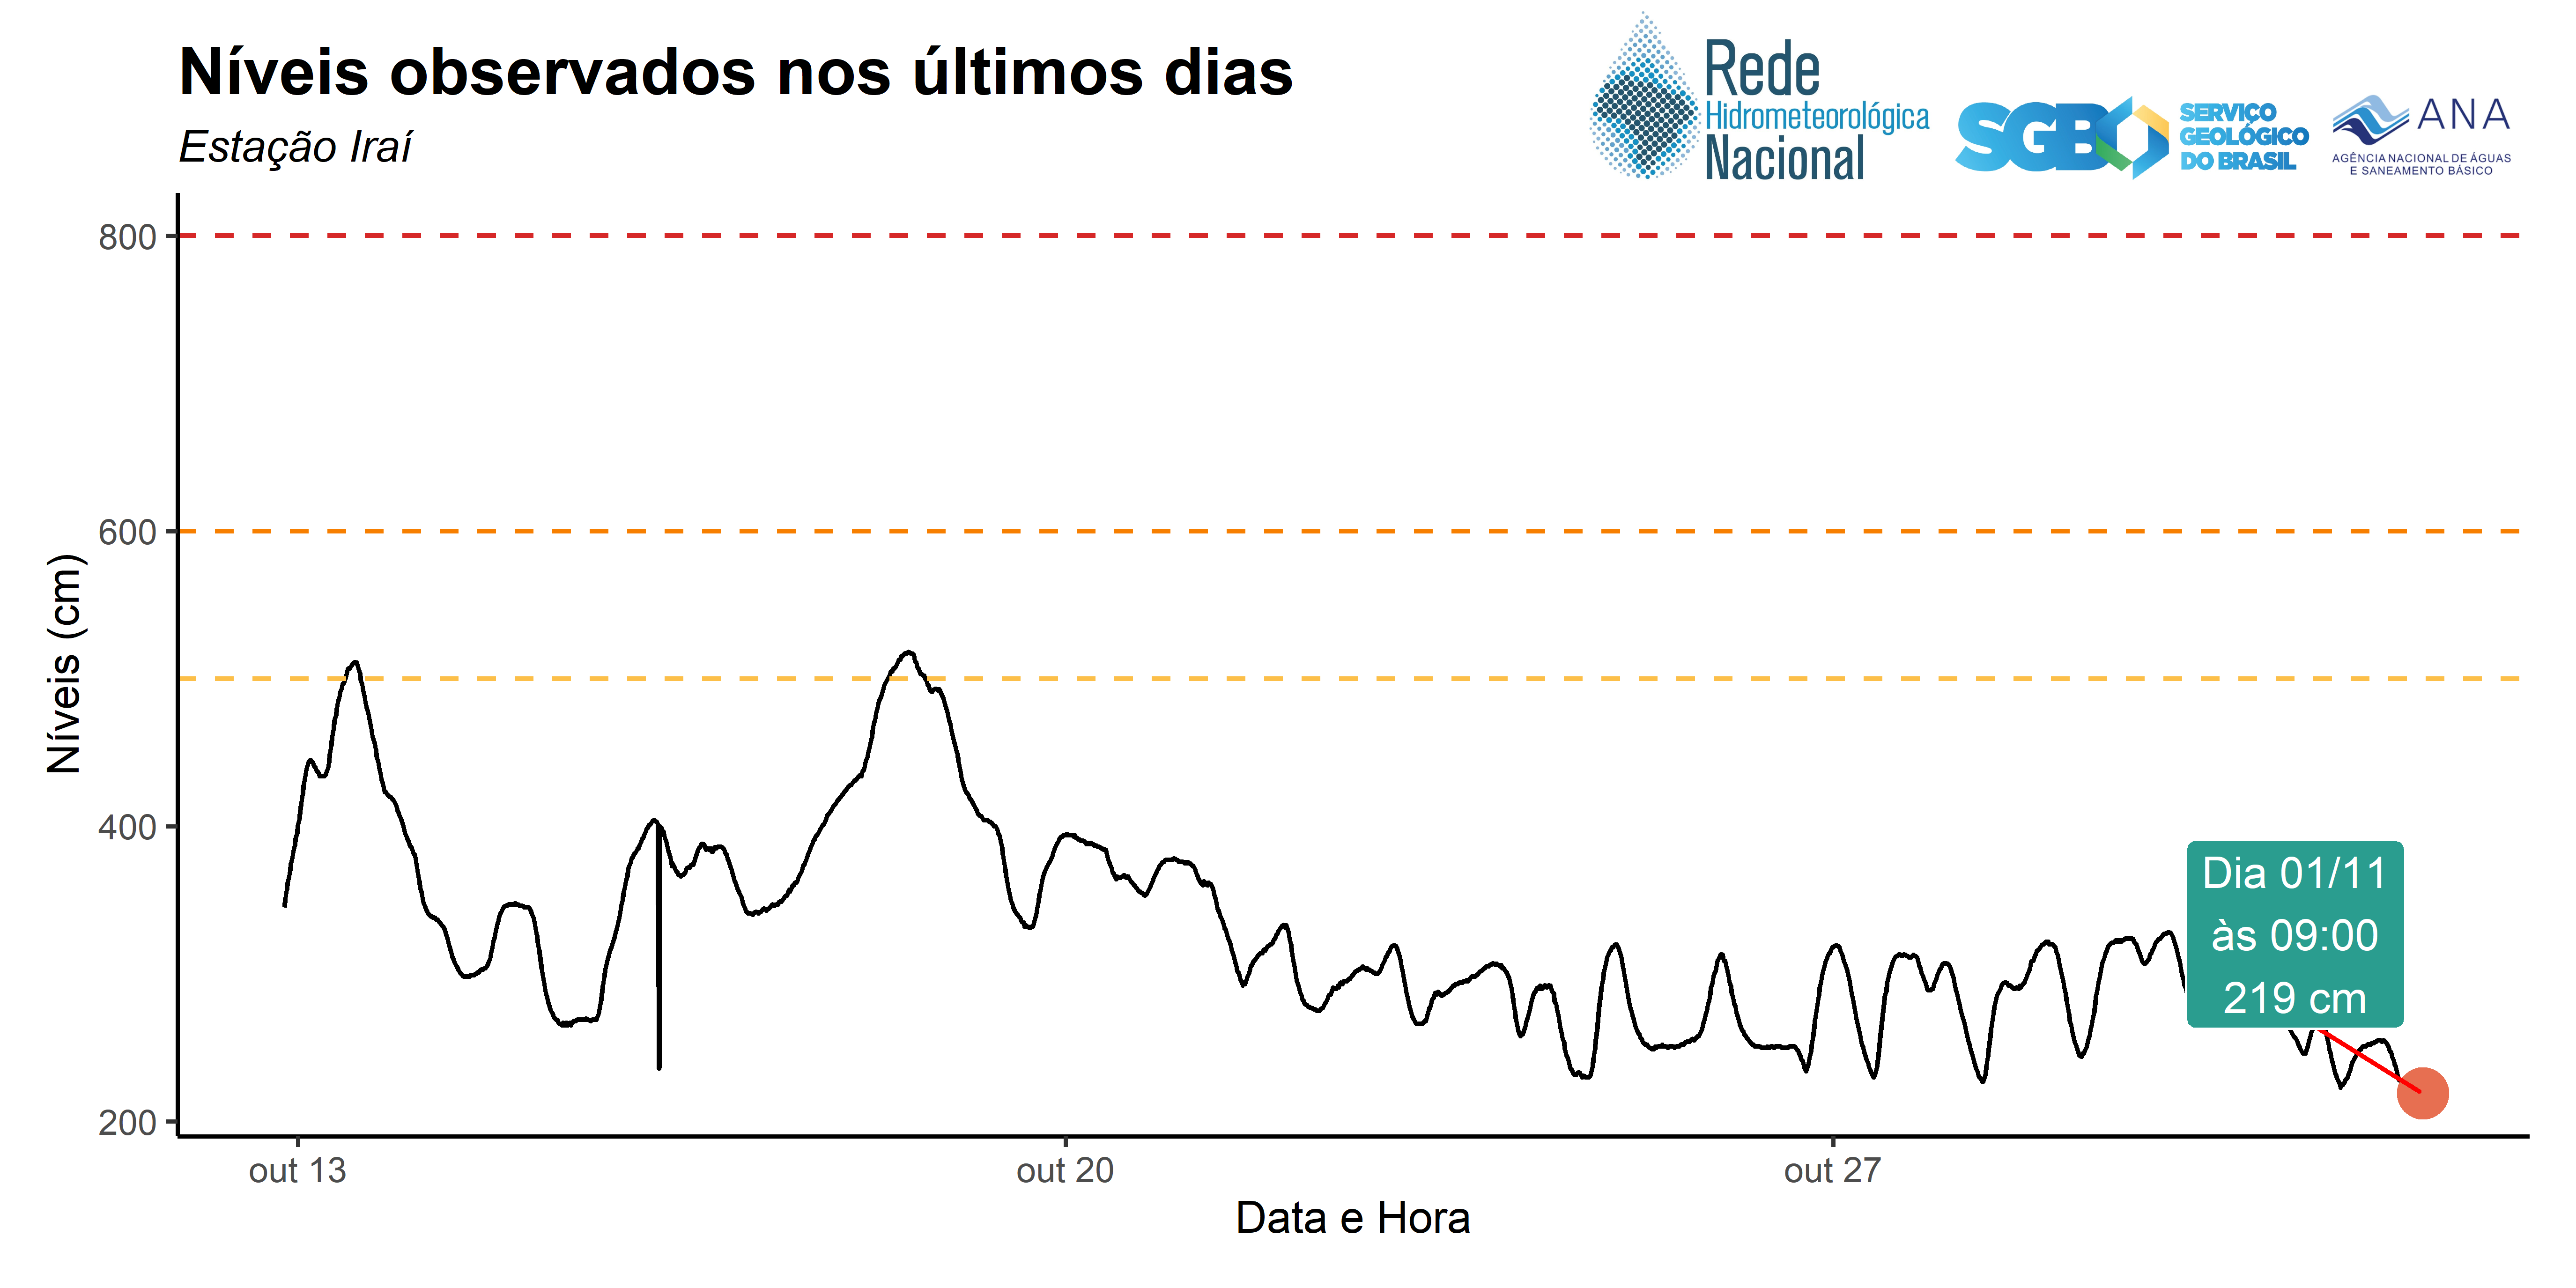 Níveis observados nos últimos dias
Estação Iraí
Rede
Hidrometeorológica
Nacional
SGB
SERVIÇO
GEOLÓGICO
DO BRASIL
ANA
AGÊNCIA NACIONAL DE ÁGUAS
E SANEAMENTO BÁSICO
Níveis (cm)
800
600
400
200
Dia 01/11
às 09:00
219 cm
out 13
out 20
out 27
Data e Hora